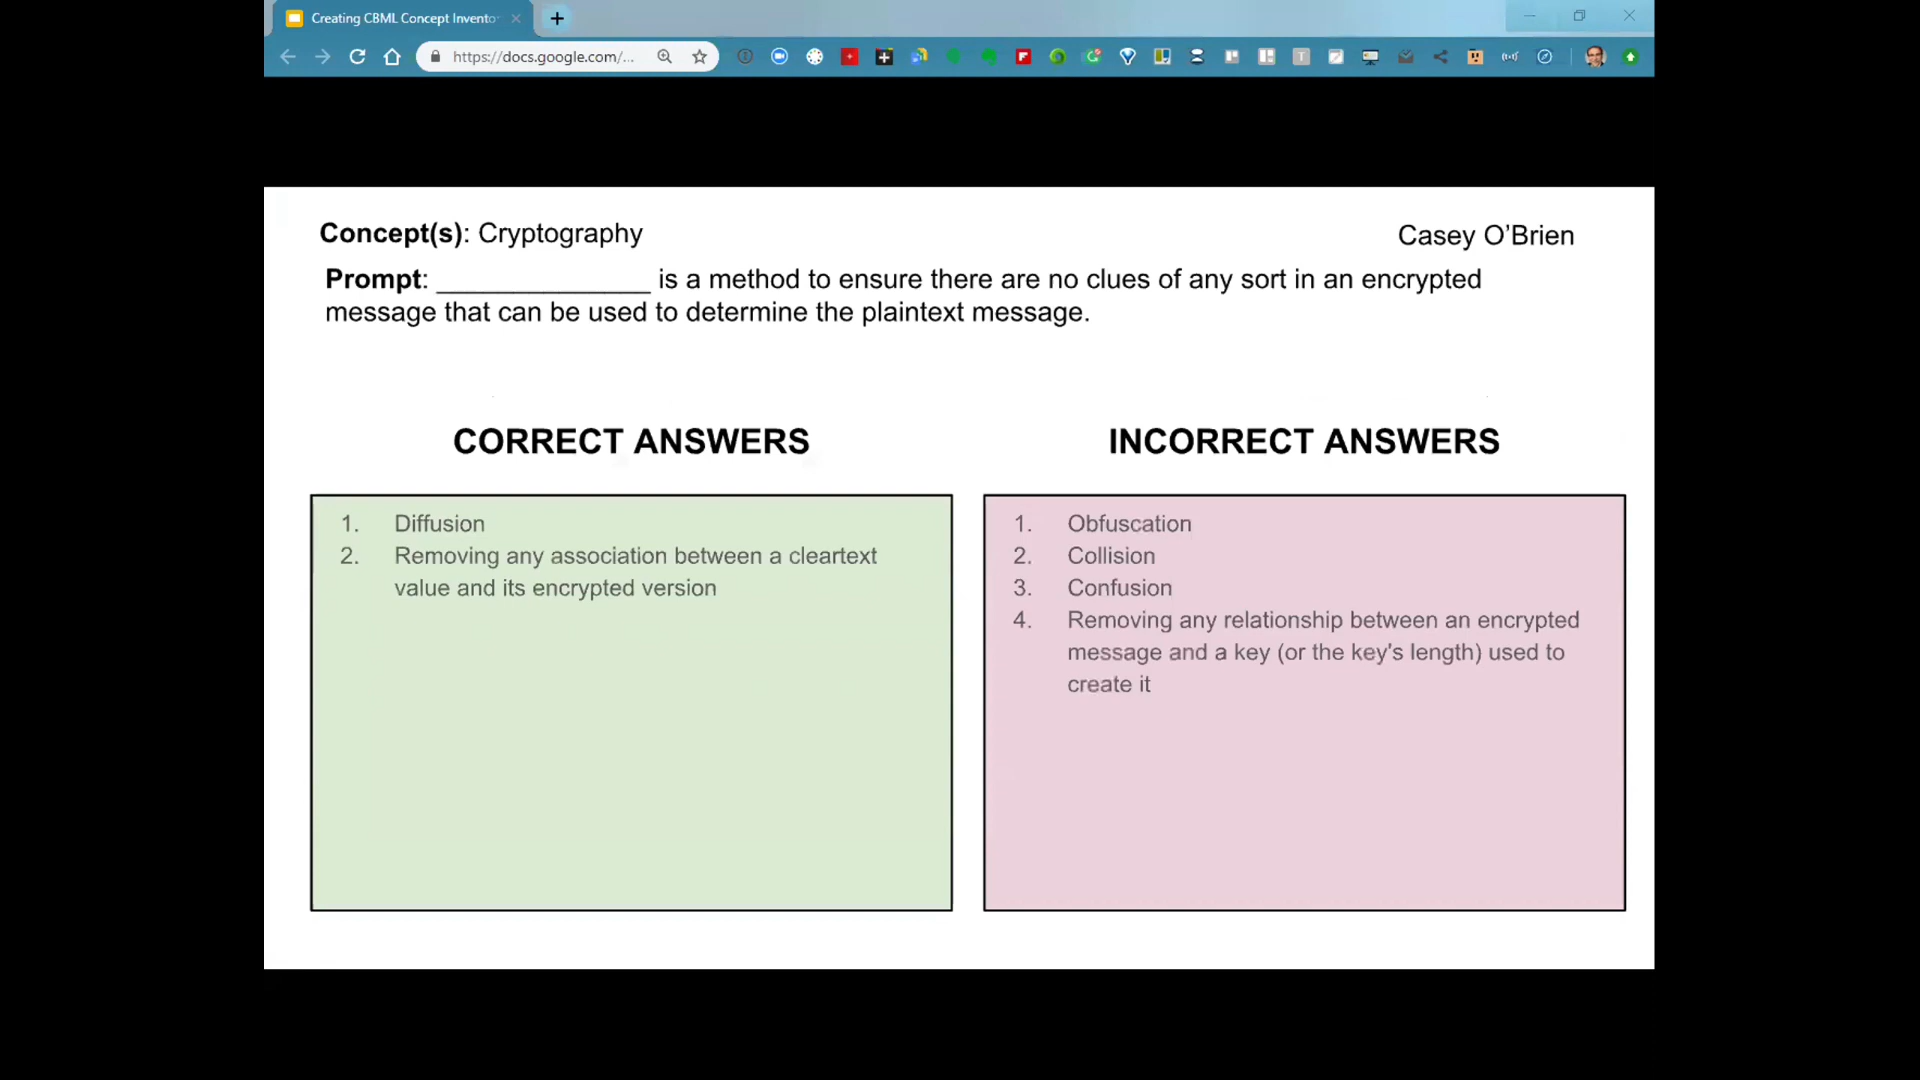 Creating CBML Concept Invento
https://docs.google.com/...
Concept(s): Cryptography
Casey O'Brien
Prompt: ______________ is a method to ensure there are no clues of any sort in an encrypted
message that can be used to determine the plaintext message.
CORRECT ANSWERS
INCORRECT ANSWERS
1. Diffusion
2. Removing any association between a cleartext
value and its encrypted version
1. Obfuscation
2. Collision
3. Confusion
4. Removing any relationship between an encrypted
message and a key (or the key's length) used to
create it